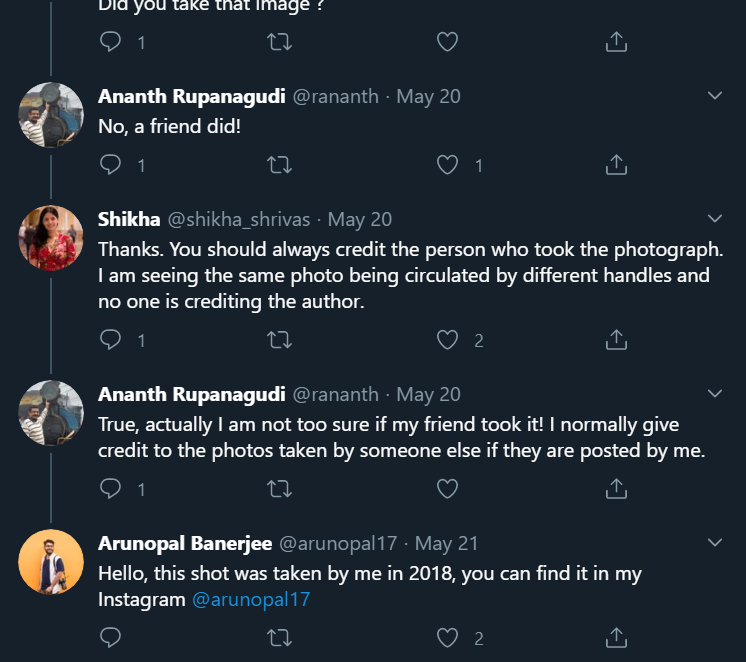 Did you take that image ?
1
Ananth Rupanagudi @rananth · May 20
No, a friend did!
1 1
Shikha @shikha_shrivas · May 20
Thanks. You should always credit the person who took the photograph.
I am seeing the same photo being circulated by different handles and
no one is crediting the author.
1 2
Ananth Rupanagudi @rananth · May 20
True, actually I am not too sure if my friend took it! I normally give
credit to the photos taken by someone else if they are posted by me.
1
Arunopal Banerjee @arunopal17 · May 21
Hello, this shot was taken by me in 2018, you can find it in my
Instagram @arunopal17
2